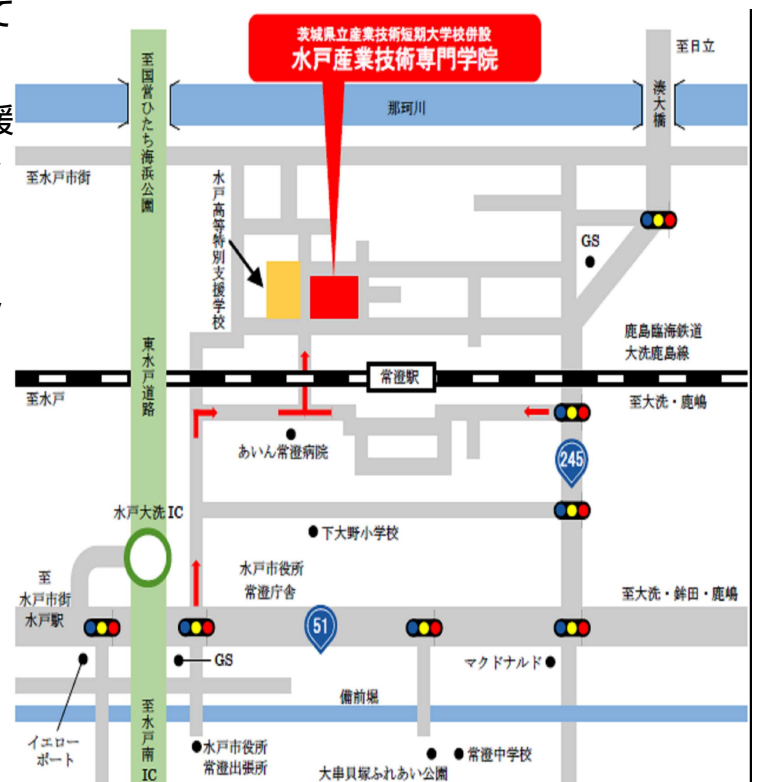 て
援
茨城県立産業技術短期大学校併設
水戸産業技術専門学院
至日立
至国営ひたち海浜公園
那珂川
湊大橋
至水戸市街
水戸高等特別支援学校
GS
鹿島臨海鉄道
大洗鹿島線
東水戸道路
常澄駅
至水戸
至大洗・鹿嶋
あいん常澄病院
245
水戸大洗IC
下大野小学校
至
水戸市街
水戸駅
水戸市役所
常澄庁舎
至大洗・鉾田・鹿嶋
51
GS
マクドナルド
備前堀
至水戸南IC
イエロー
ポート
水戸市役所
常澄出張所
常澄中学校
大串貝塚ふれあい公園